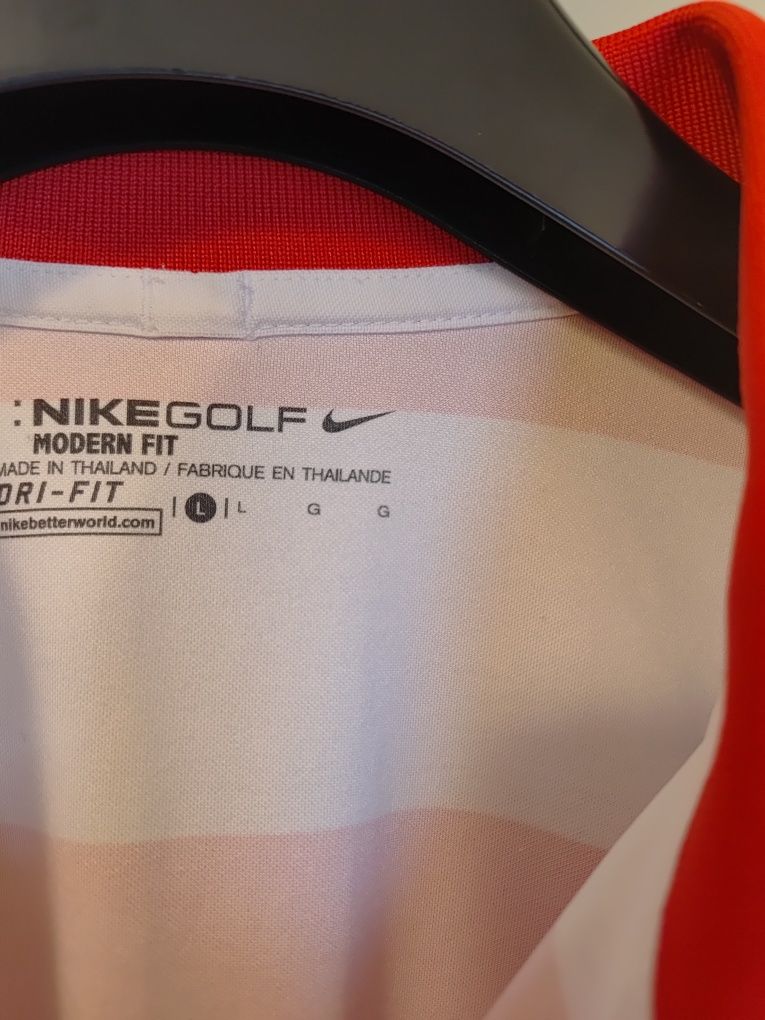 :NIKEGOLF
MODERN FIT
MADE IN THAILAND / FABRIQUE EN THAILANDE
DRI-FIT
nikebetterworld.com
| L | L G G